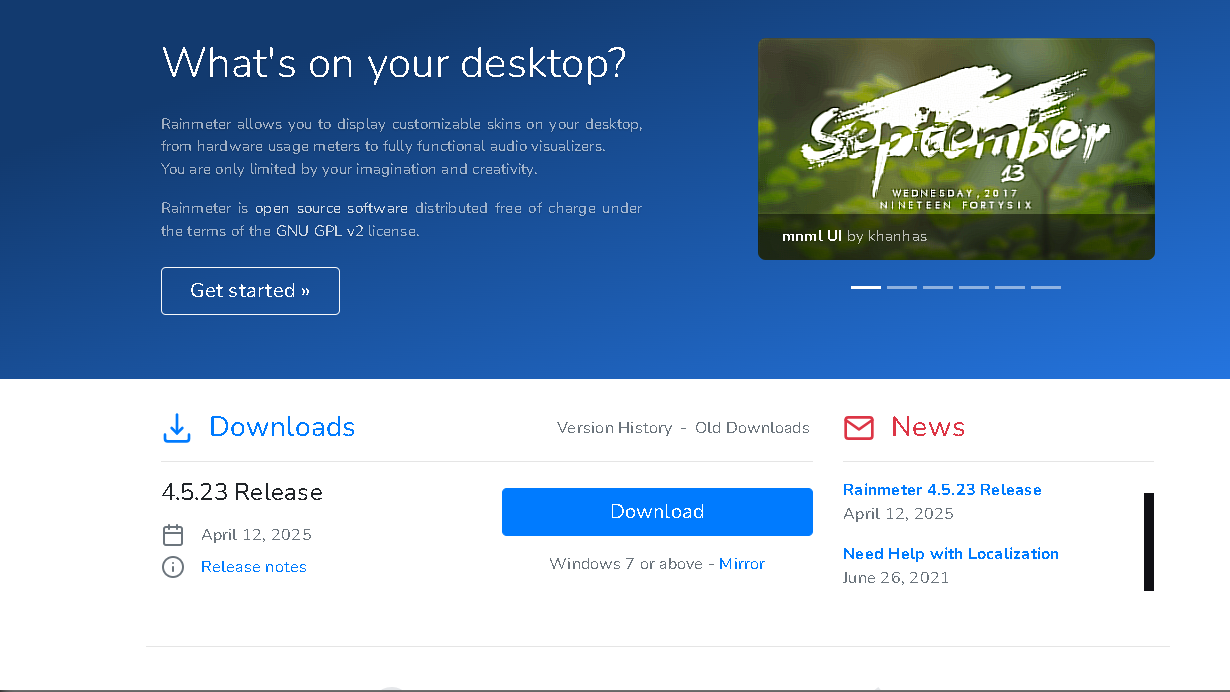 What's on your desktop?
Rainmeter allows you to display customizable skins on your desktop,
from hardware usage meters to fully functional audio visualizers.
You are only limited by your imagination and creativity.
Rainmeter is open source software distributed free of charge under
the terms of the GNU GPL v2 license.
Get started »
September
13
WEDNESDAY, 2017
NINETEEN FORTYSIX
mnml UI by khanhas
Downloads
Version History - Old Downloads
4.5.23 Release
April 12, 2025
Release notes
Download
Windows 7 or above - Mirror
News
Rainmeter 4.5.23 Release
April 12, 2025
Need Help with Localization
June 26, 2021